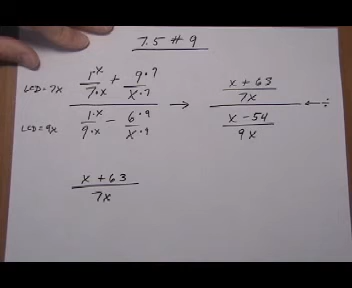 7.5 # 9
LCD = 7x
1·x / 7·x + 9·7 / x·7
LCD = 9x
1·x / 9·x − 6·9 / x·9
→
x + 63 / 7x
x − 54 / 9x
← ÷
x + 63 / 7x